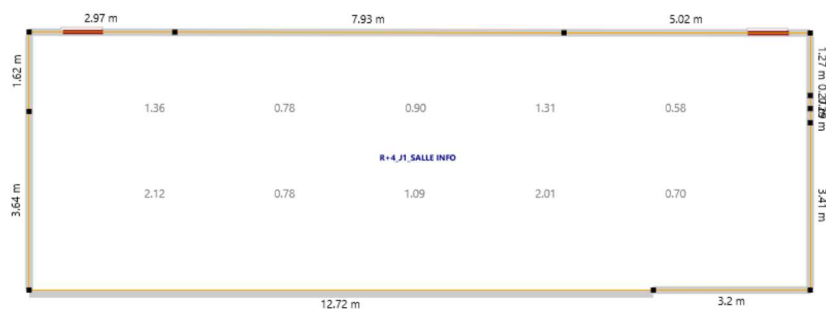 2.97 m 7.93 m 5.02 m
1.62 m 1.27 m
1.36 0.78 0.90 1.31 0.58
R+4_J1_SALLE INFO
2.12 0.78 1.09 2.01 0.70
3.64 m 3.41 m
12.72 m 3.2 m